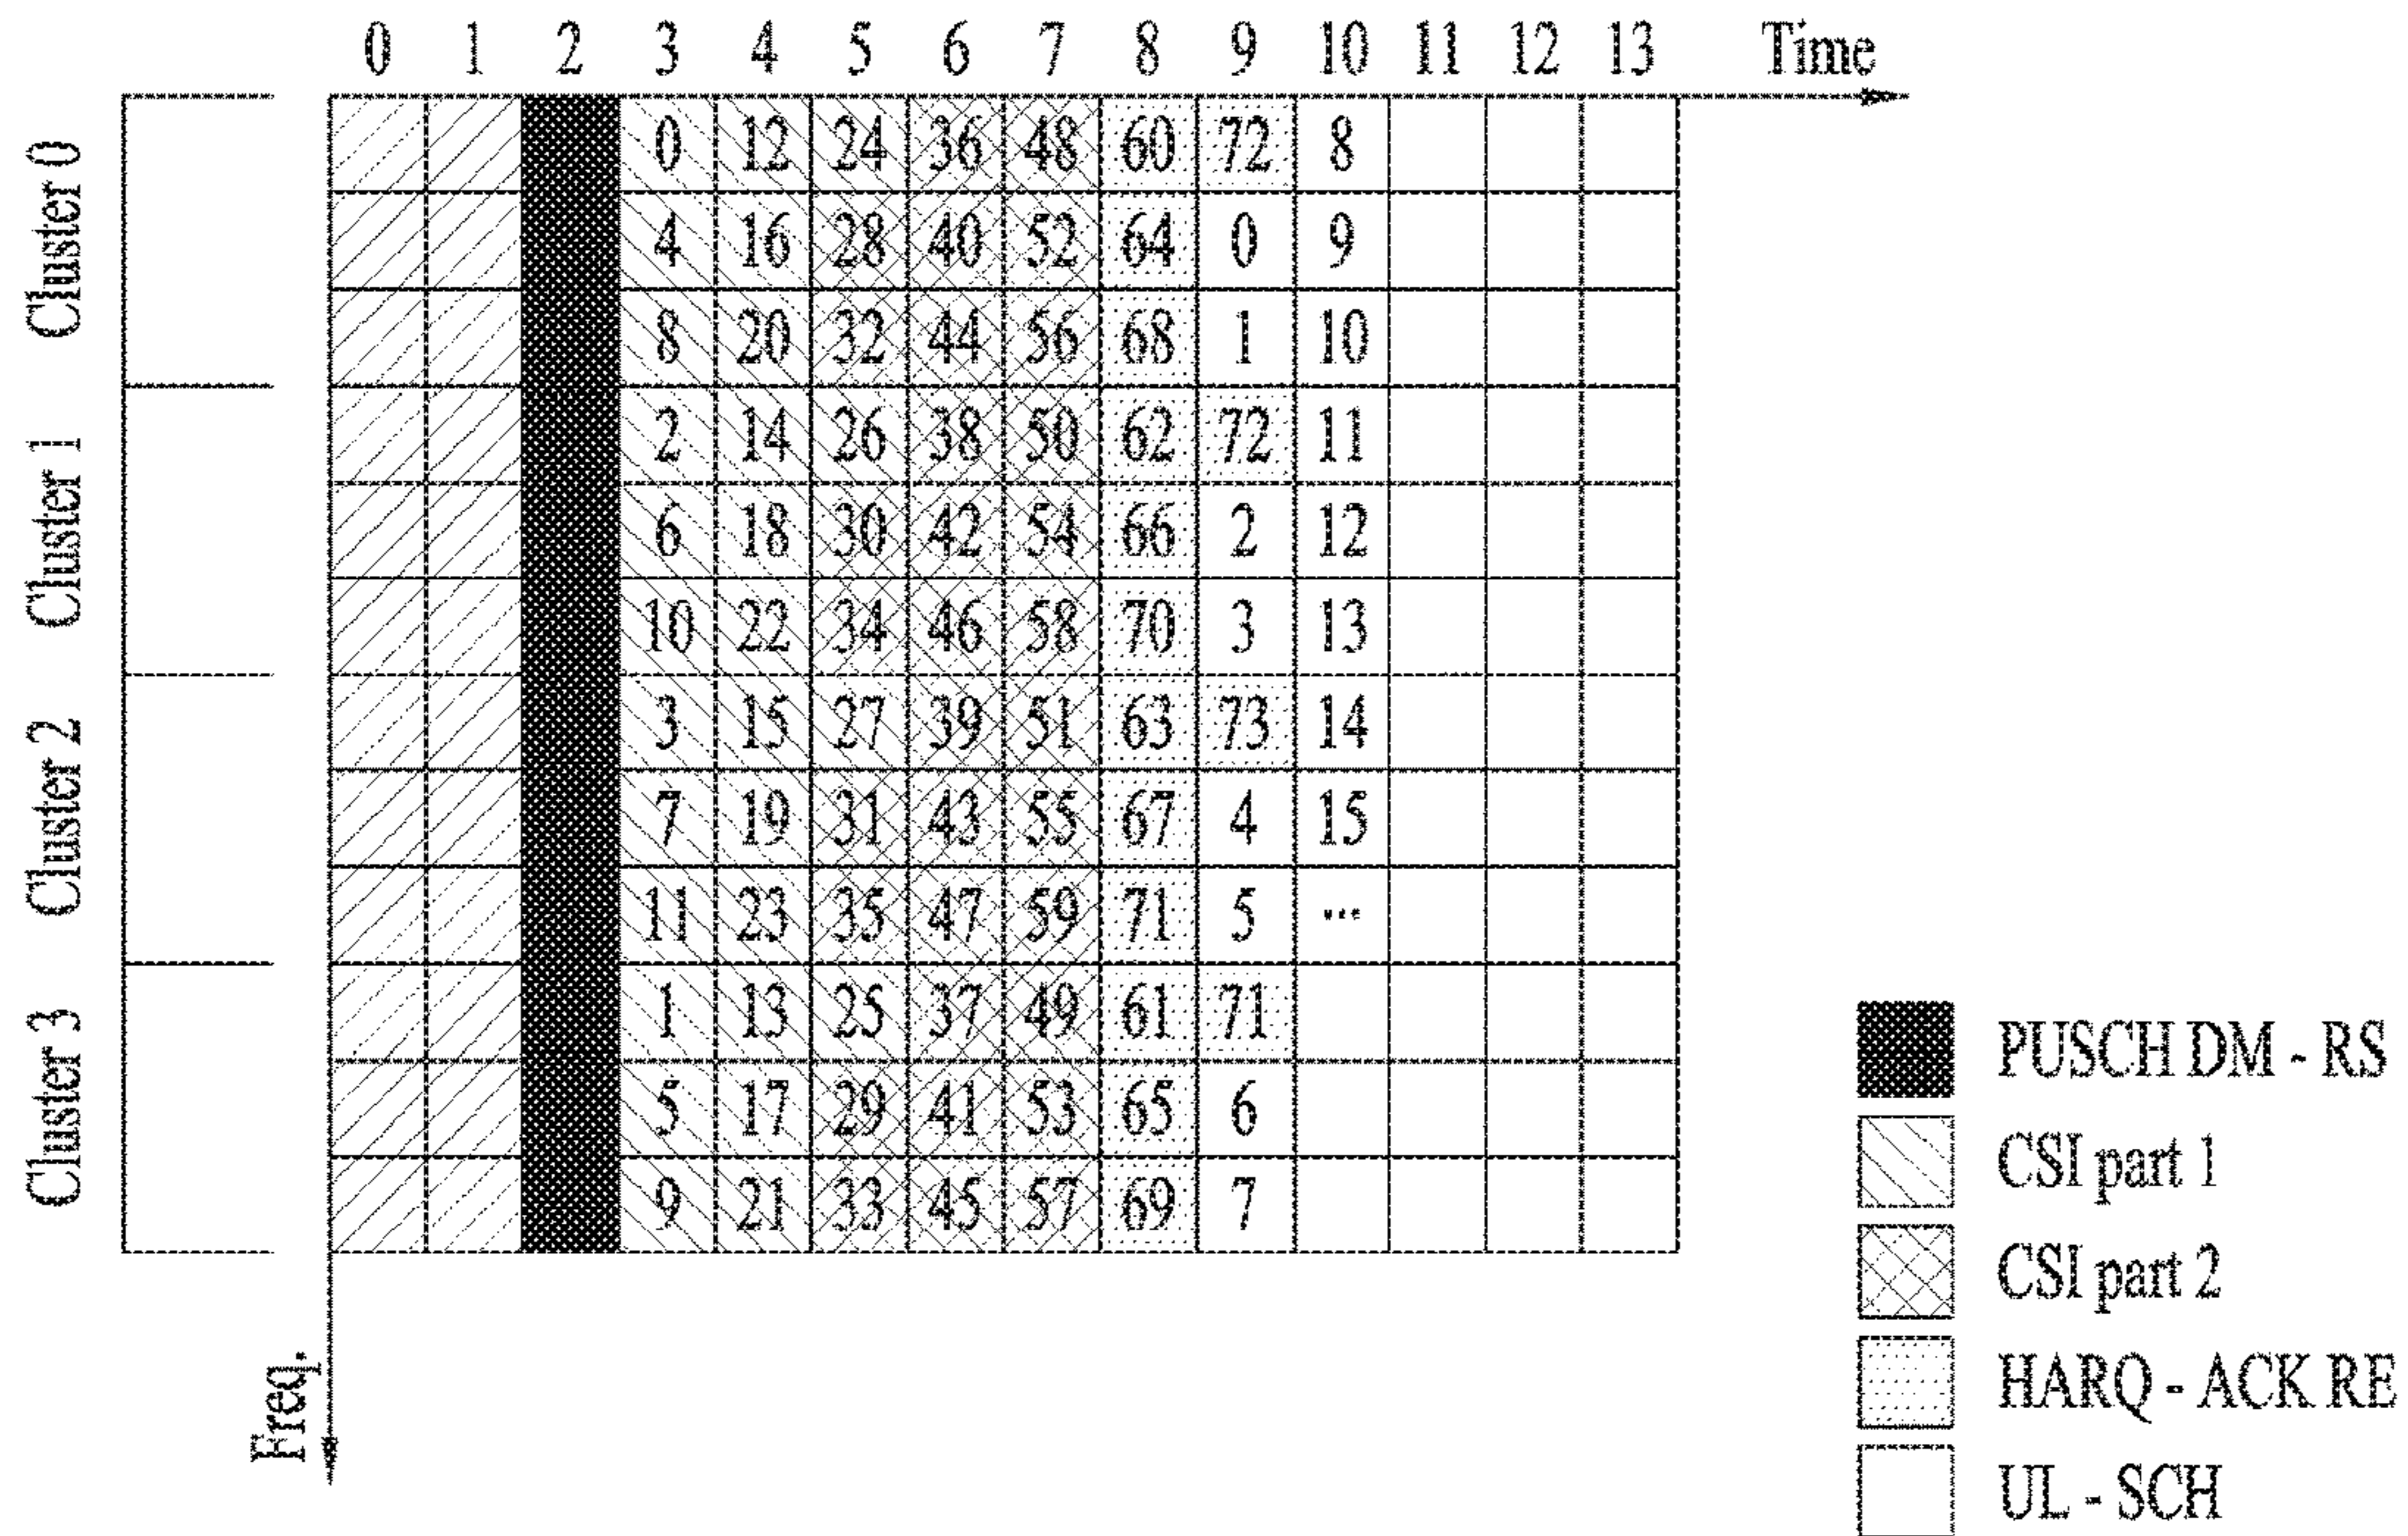 0 1 2 3 4 5 6 7 8 9 10 11 12 13 Time
Cluster 0
0 12 24 36 48 60 72 8
4 16 28 40 52 64 0 9
8 20 32 44 56 68 1 10
Cluster 1
2 14 26 38 50 62 72 11
6 18 30 42 54 66 2 12
10 22 34 46 58 70 3 13
Cluster 2
3 15 27 39 51 63 73 14
7 19 31 43 55 67 4 15
11 23 35 47 59 71 5 ...
Cluster 3
1 13 25 37 49 61 71
5 17 29 41 53 65 6
9 21 33 45 57 69 7
Freq.
PUSCH DM - RS
CSI part 1
CSI part 2
HARQ - ACK RE
UL - SCH